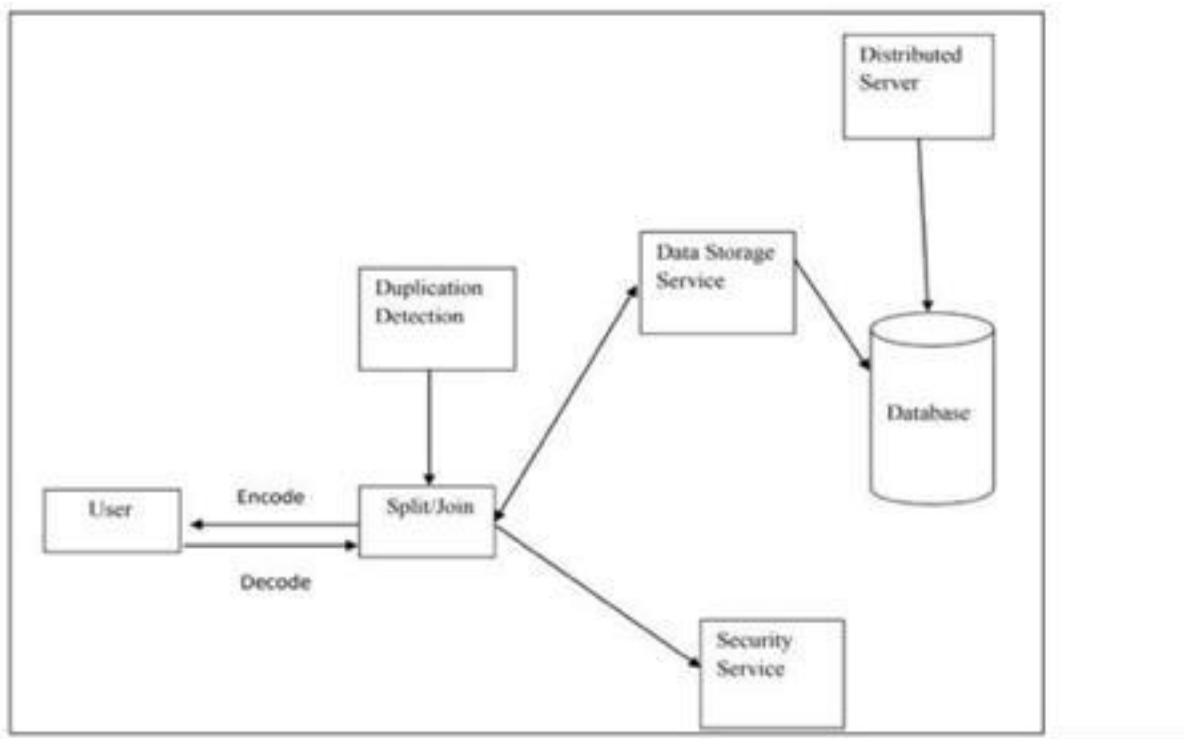 Distributed
Server
Data Storage
Service
Duplication
Detection
Database
Encode
User
Split/Join
Decode
Security
Service